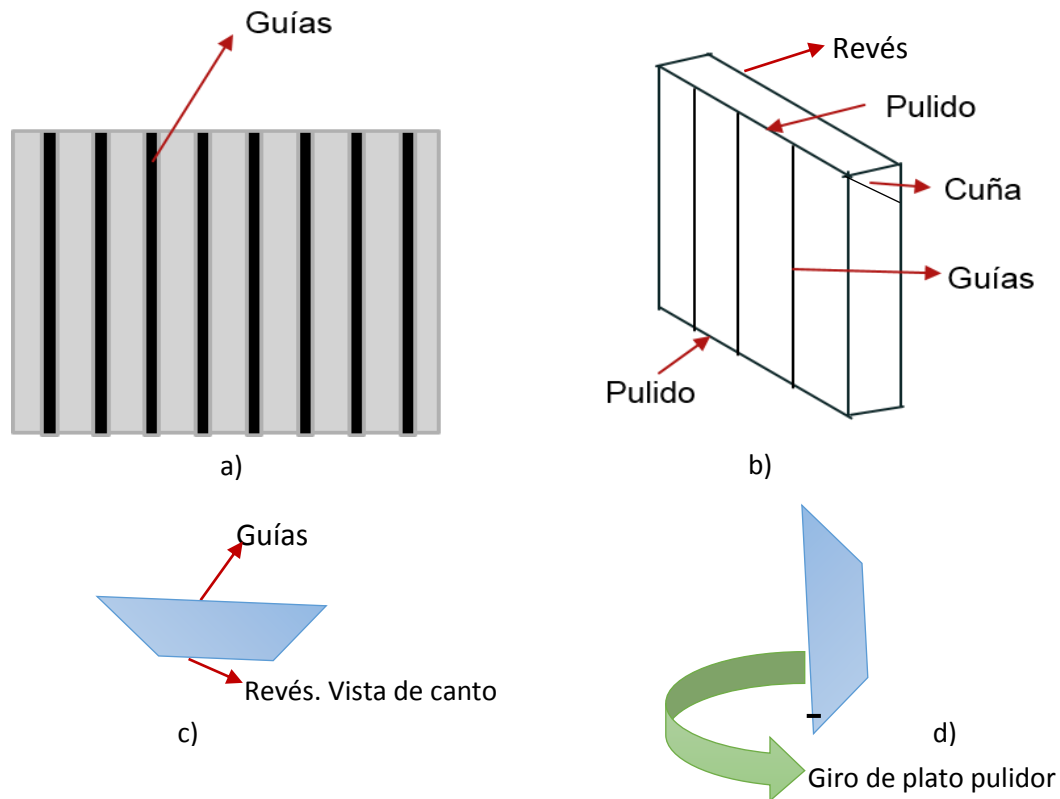 Guías
a)
Revés
Pulido
Cuña
Guías
Pulido
b)
Guías
Revés. Vista de canto
c)
d)
Giro de plato pulidor